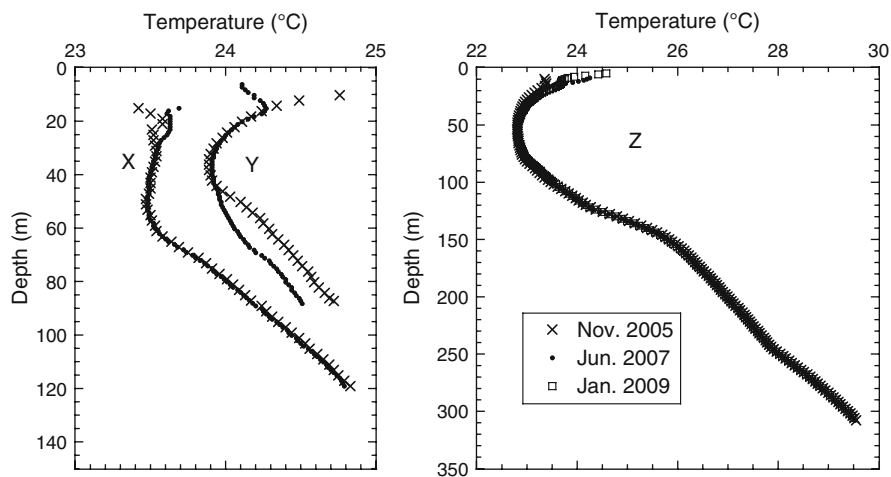 Temperature (°C)
23 24 25
0
20
40
60
80
100
120
140
Depth (m)
X
Y
Temperature (°C)
22 24 26 28 30
0
50
100
150
200
250
300
350
Depth (m)
Z
Nov. 2005
Jun. 2007
Jan. 2009